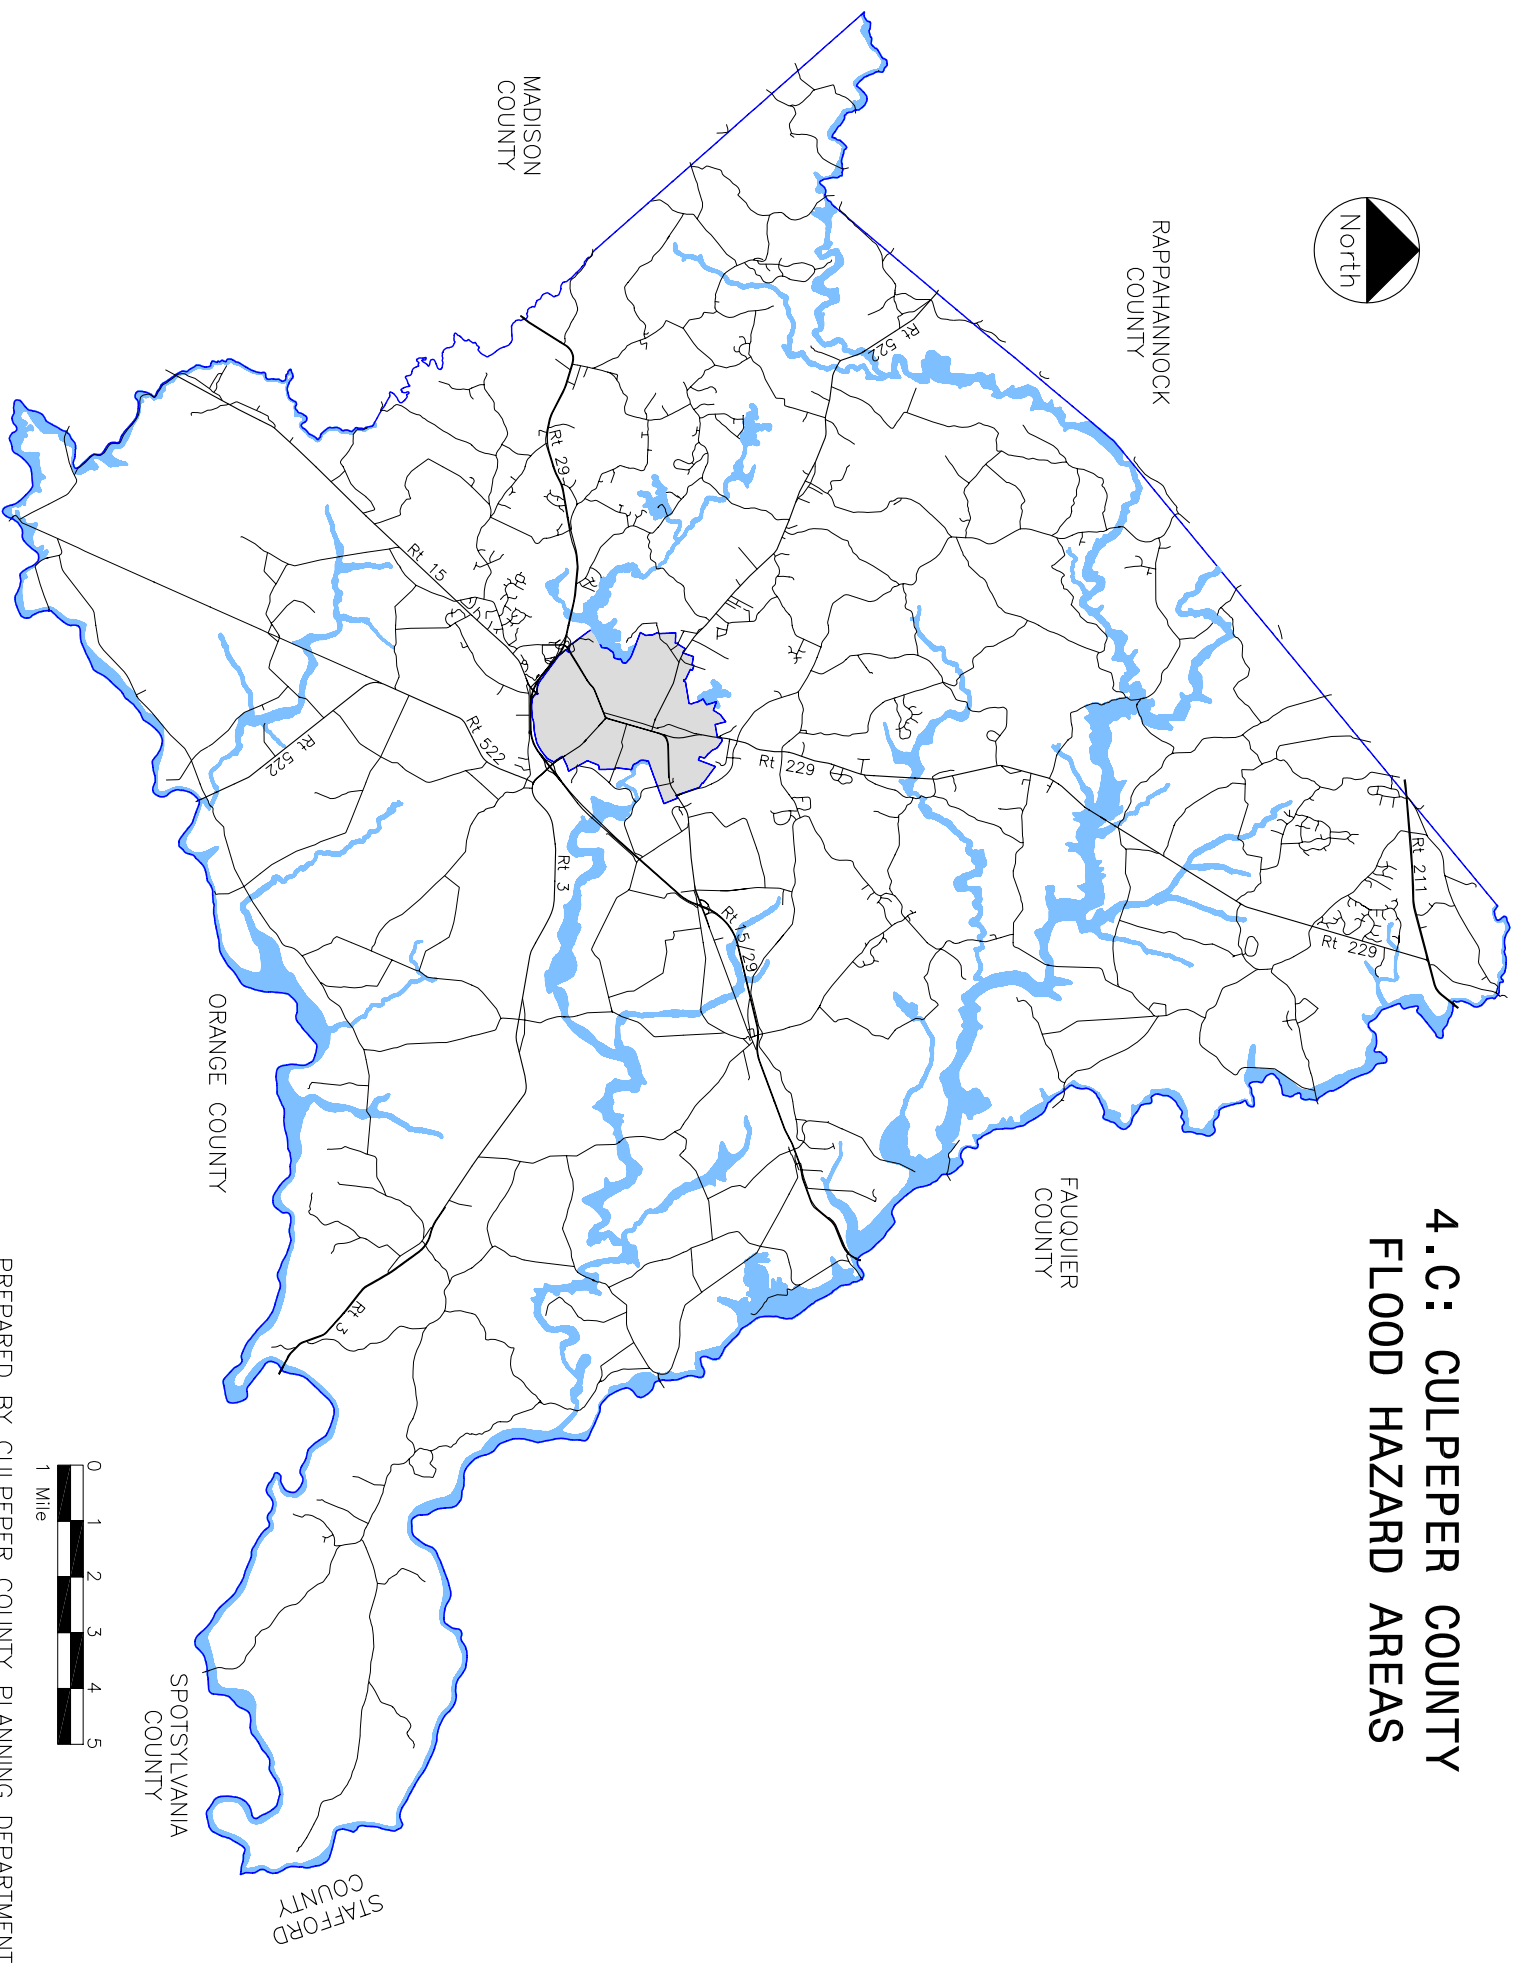 4.C: CULPEPER COUNTY
FLOOD HAZARD AREAS
North
RAPPAHANNOCK
COUNTY
MADISON
COUNTY
FAUQUIER
COUNTY
ORANGE COUNTY
SPOTSYLVANIA
COUNTY
STAFFORD
COUNTY
Rt 211
Rt 229
Rt 522
Rt 229
Rt 15/29
Rt 29
Rt 3
Rt 15
Rt 522
Rt 522
Rt 3
0 1 2 3 4 5
1 Mile
PREPARED BY CULPEPER COUNTY PLANNING DEPARTMENT